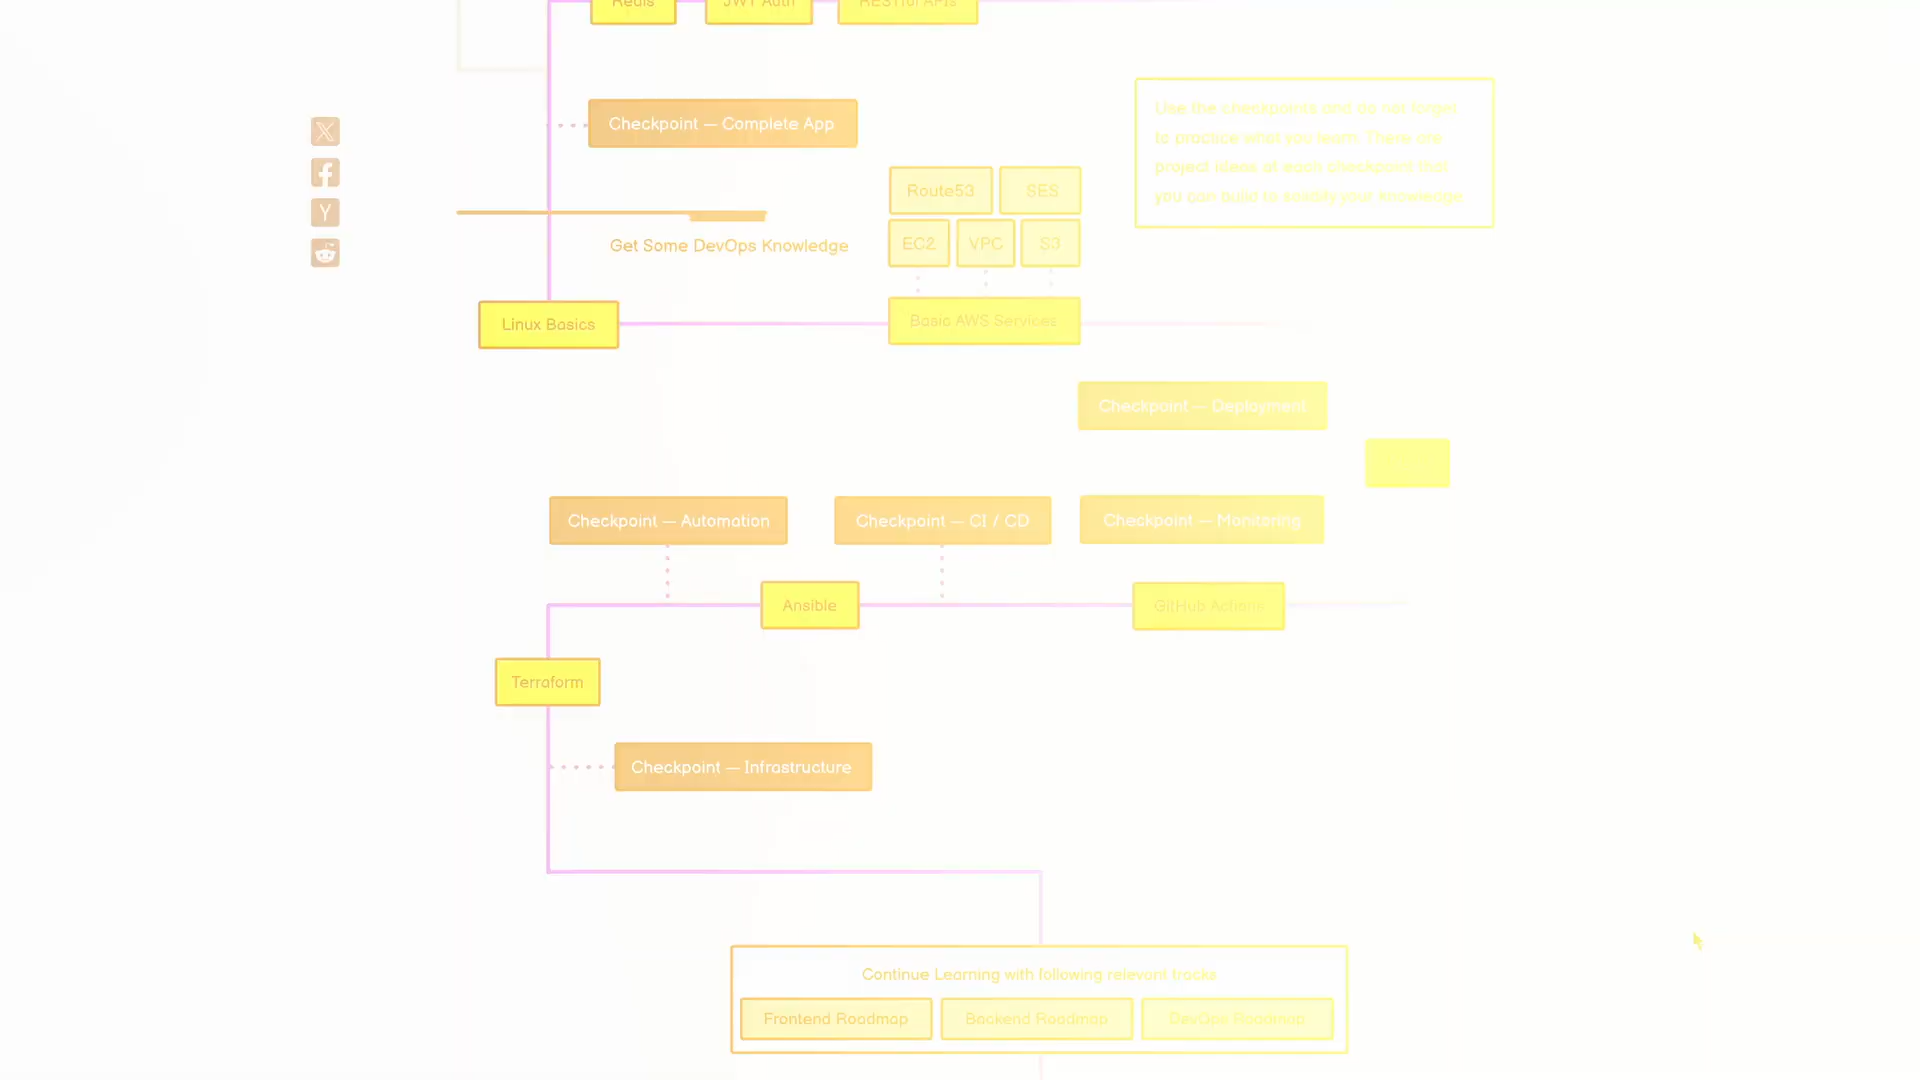 Redis
JWT Auth
RESTful APIs
Checkpoint — Complete App
Use the checkpoints and do not forget
to practice what you learn. There are
project ideas at each checkpoint that
you can build to solidify your knowledge.
Route53
SES
Get Some DevOps Knowledge
EC2
VPC
S3
Linux Basics
Basic AWS Services
Checkpoint — Deployment
Checkpoint — Automation
Checkpoint — CI / CD
Checkpoint — Monitoring
Ansible
GitHub Actions
Terraform
Checkpoint — Infrastructure
Continue Learning with following relevant tracks
Frontend Roadmap
Backend Roadmap
DevOps Roadmap